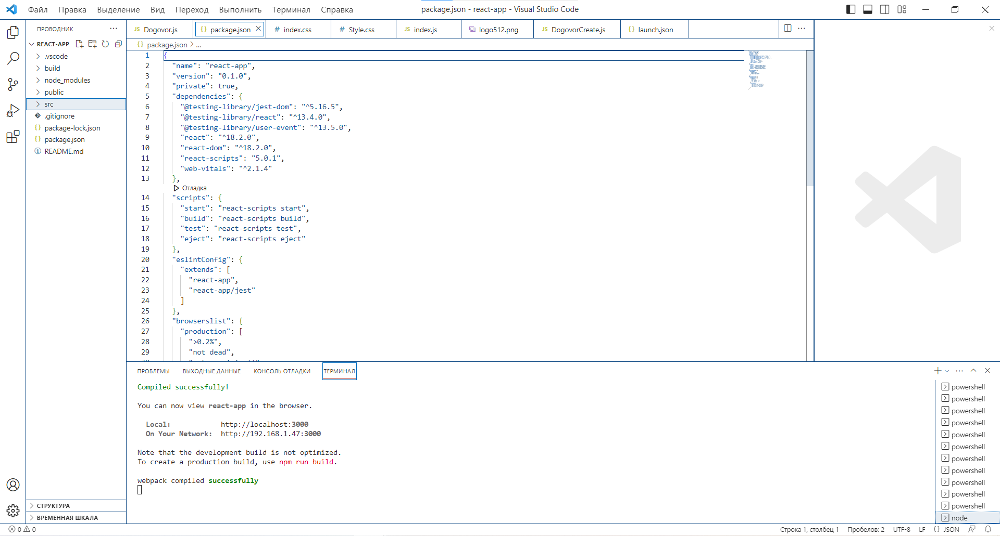 Файл Правка Выделение Вид Переход Выполнить Терминал Справка
package.json - react-app - Visual Studio Code
ПРОВОДНИК
REACT-APP
.vscode
build
node_modules
public
src
.gitignore
package-lock.json
package.json
README.md
СТРУКТУРА
ВРЕМЕННАЯ ШКАЛА
JS Dogovor.js
{} package.json
# index.css
# Style.css
JS index.js
logo512.png
JS DogovorCreate.js
{} launch.json
{} package.json > ...
1 {
2 "name": "react-app",
3 "version": "0.1.0",
4 "private": true,
5 "dependencies": {
6 "@testing-library/jest-dom": "^5.16.5",
7 "@testing-library/react": "^13.4.0",
8 "@testing-library/user-event": "^13.5.0",
9 "react": "^18.2.0",
10 "react-dom": "^18.2.0",
11 "react-scripts": "5.0.1",
12 "web-vitals": "^2.1.4"
13 },
Отладка
14 "scripts": {
15 "start": "react-scripts start",
16 "build": "react-scripts build",
17 "test": "react-scripts test",
18 "eject": "react-scripts eject"
19 },
20 "eslintConfig": {
21 "extends": [
22 "react-app",
23 "react-app/jest"
24 ]
25 },
26 "browserslist": {
27 "production": [
28 ">0.2%",
29 "not dead",
ПРОБЛЕМЫ ВЫХОДНЫЕ ДАННЫЕ КОНСОЛЬ ОТЛАДКИ ТЕРМИНАЛ
Compiled successfully!
You can now view react-app in the browser.
Local: http://localhost:3000
On Your Network: http://192.168.1.47:3000
Note that the development build is not optimized.
To create a production build, use npm run build.
webpack compiled successfully
powershell
powershell
powershell
powershell
powershell
powershell
powershell
powershell
powershell
powershell
powershell
node
0 0
Строка 1, столбец 1 Пробелов: 2 UTF-8 LF {} JSON